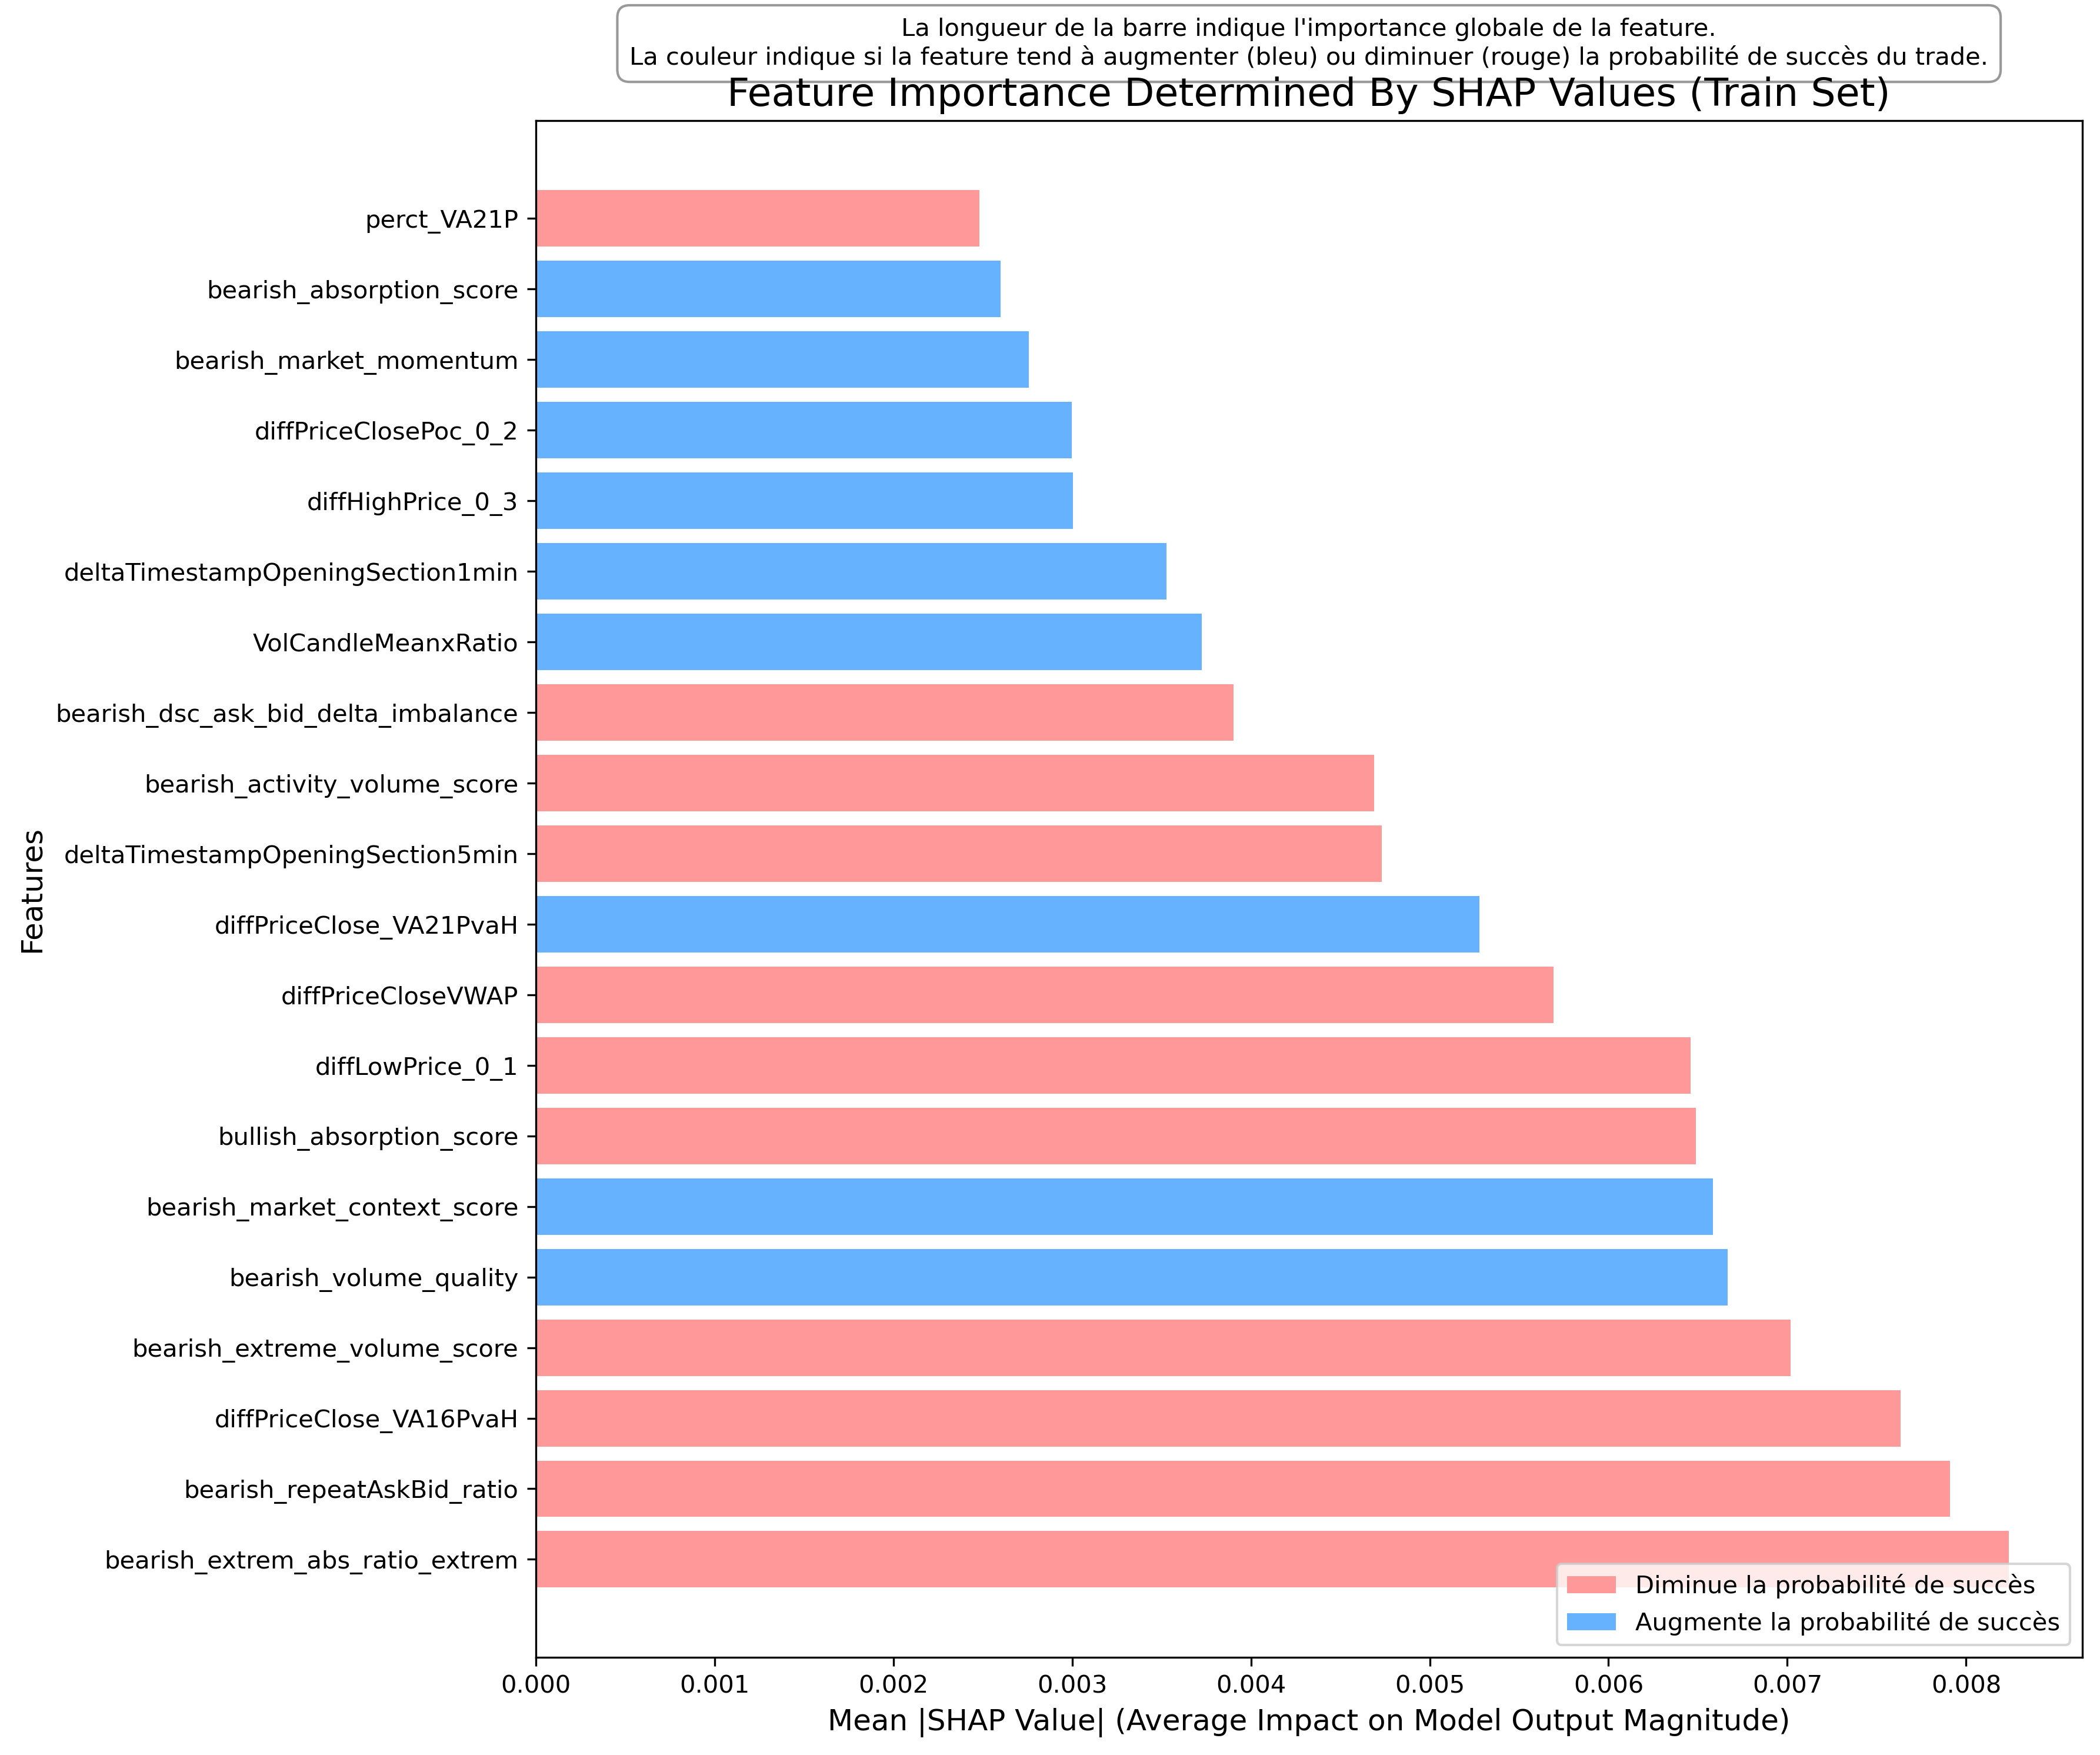 La longueur de la barre indique l'importance globale de la feature.
La couleur indique si la feature tend à augmenter (bleu) ou diminuer (rouge) la probabilité de succès du trade.
Feature Importance Determined By SHAP Values (Train Set)
Features
perct_VA21P
bearish_absorption_score
bearish_market_momentum
diffPriceClosePoc_0_2
diffHighPrice_0_3
deltaTimestampOpeningSection1min
VolCandleMeanxRatio
bearish_dsc_ask_bid_delta_imbalance
bearish_activity_volume_score
deltaTimestampOpeningSection5min
diffPriceClose_VA21PvaH
diffPriceCloseVWAP
diffLowPrice_0_1
bullish_absorption_score
bearish_market_context_score
bearish_volume_quality
bearish_extreme_volume_score
diffPriceClose_VA16PvaH
bearish_repeatAskBid_ratio
bearish_extrem_abs_ratio_extrem
Diminue la probabilité de succès
Augmente la probabilité de succès
0.000 0.001 0.002 0.003 0.004 0.005 0.006 0.007 0.008
Mean |SHAP Value| (Average Impact on Model Output Magnitude)